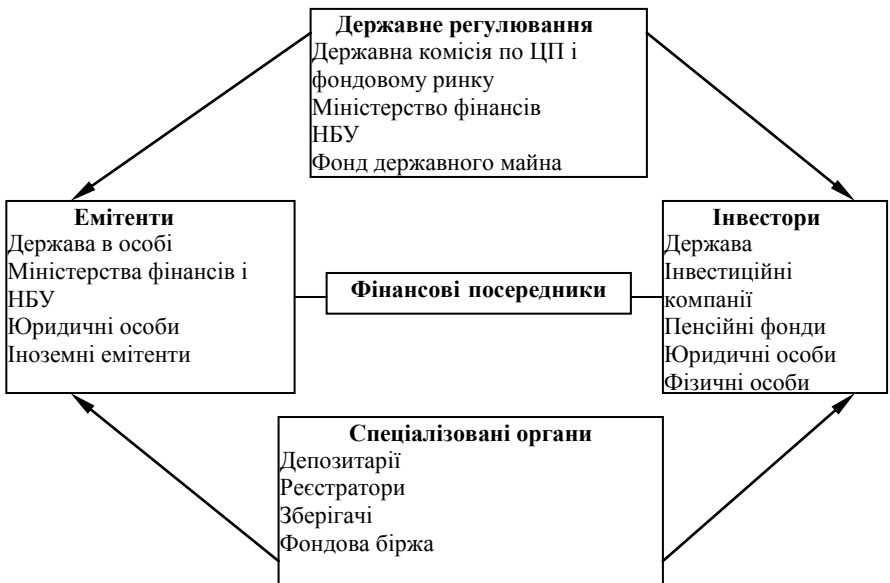 Державне регулювання
Державна комісія по ЦП і
фондовому ринку
Міністерство фінансів
НБУ
Фонд державного майна
Емітенти
Держава в особі
Міністерства фінансів і
НБУ
Юридичні особи
Іноземні емітенти
Фінансові посередники
Інвестори
Держава
Інвестиційні
компанії
Пенсійні фонди
Юридичні особи
Фізичні особи
Спеціалізовані органи
Депозитарії
Реєстратори
Зберігачі
Фондова біржа